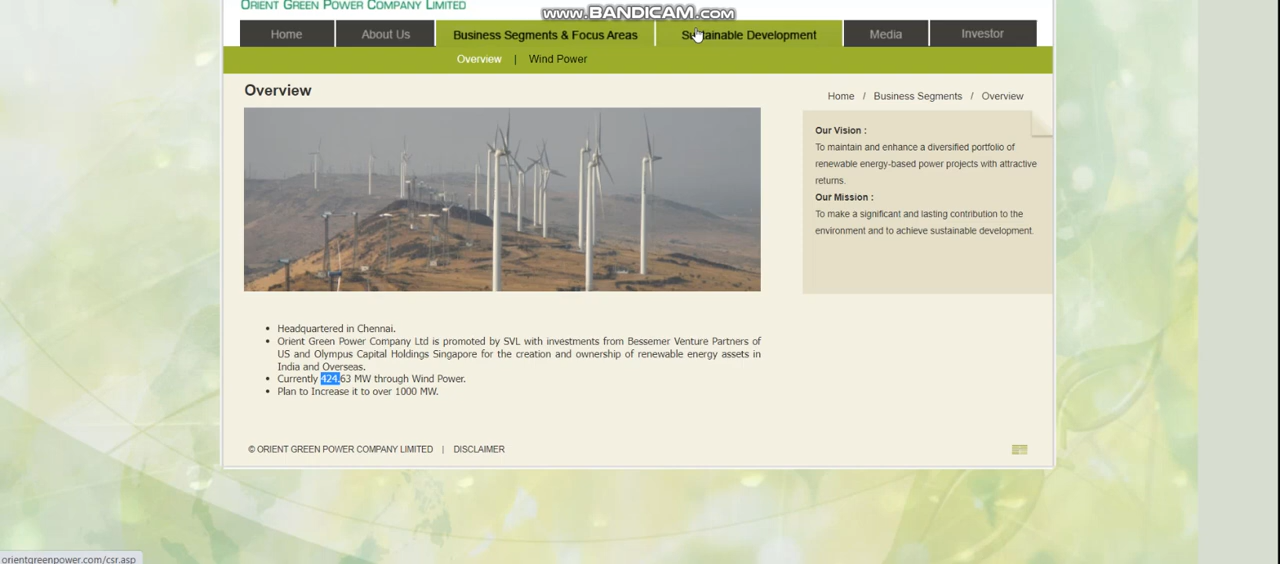 ORIENT GREEN POWER COMPANY LIMITED
www.BANDICAM.com
Home
About Us
Business Segments & Focus Areas
Sustainable Development
Media
Investor
Overview | Wind Power
Overview
Home / Business Segments / Overview
Our Vision :
To maintain and enhance a diversified portfolio of
renewable energy-based power projects with attractive
returns.
Our Mission :
To make a significant and lasting contribution to the
environment and to achieve sustainable development.
• Headquartered in Chennai.
• Orient Green Power Company Ltd is promoted by SVL with investments from Bessemer Venture Partners of
US and Olympus Capital Holdings Singapore for the creation and ownership of renewable energy assets in
India and Overseas.
• Currently 424.63 MW through Wind Power.
• Plan to Increase it to over 1000 MW.
© ORIENT GREEN POWER COMPANY LIMITED | DISCLAIMER
orientgreenpower.com/csr.asp